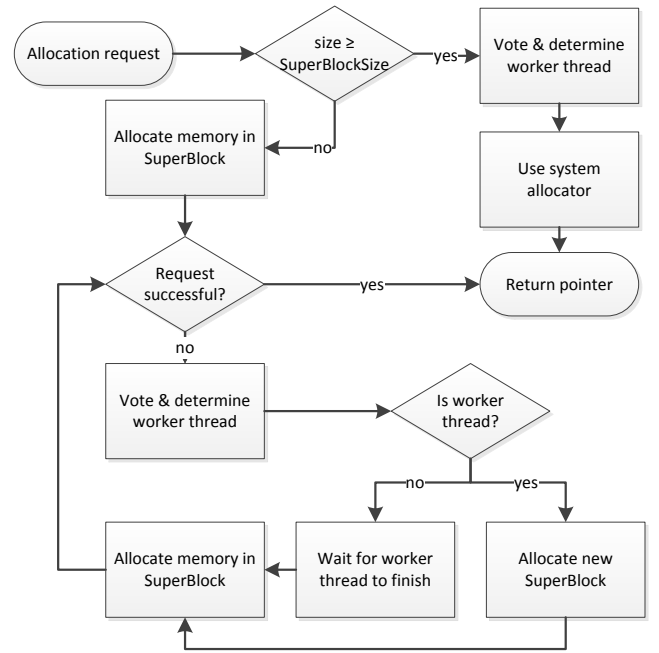 Allocation request
size ≥
SuperBlockSize
yes
Vote & determine
worker thread
no
Allocate memory in
SuperBlock
Use system
allocator
Request
successful?
yes
Return pointer
no
Vote & determine
worker thread
Is worker
thread?
no
yes
Allocate memory in
SuperBlock
Wait for worker
thread to finish
Allocate new
SuperBlock